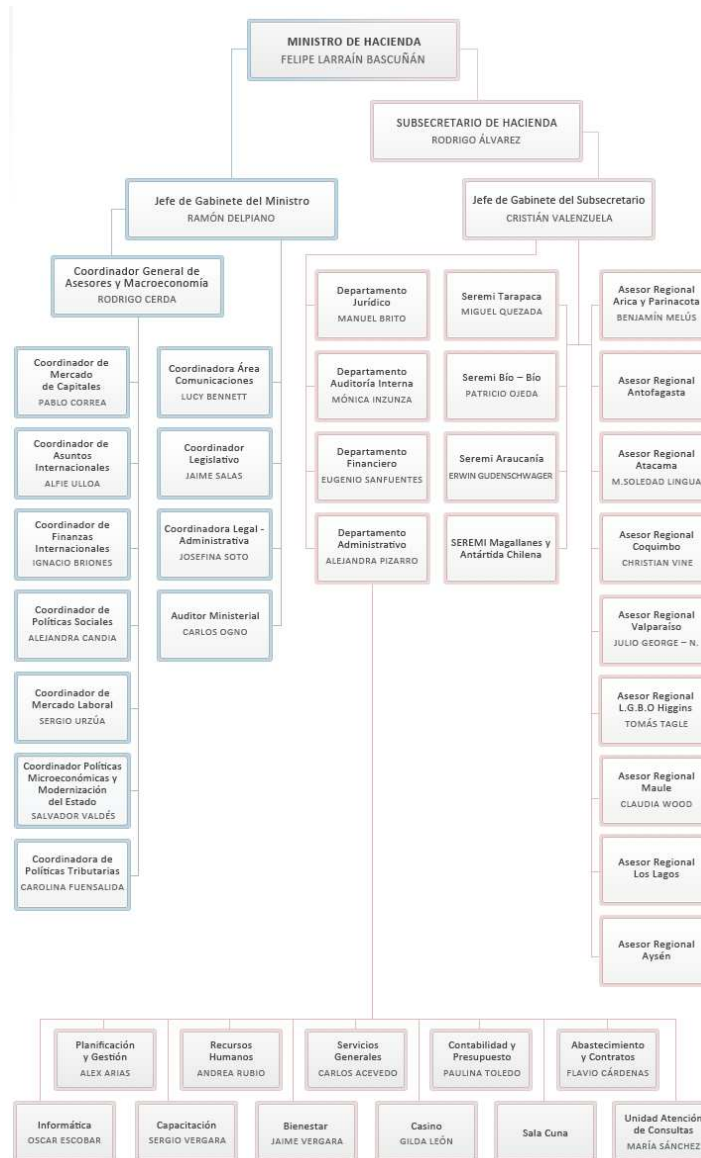 MINISTRO DE HACIENDA
FELIPE LARRAÍN BASCUÑÁN
SUBSECRETARIO DE HACIENDA
RODRIGO ÁLVAREZ
Jefe de Gabinete del Ministro
RAMÓN DELPIANO
Jefe de Gabinete del Subsecretario
CRISTIÁN VALENZUELA
Coordinador General de
Asesores y Macroeconomía
RODRIGO CERDA
Coordinador de
Mercado
de Capitales
PABLO CORREA
Coordinador de
Asuntos
Internacionales
ALFIE ULLOA
Coordinador de
Finanzas
Internacionales
IGNACIO BRIONES
Coordinador de
Políticas Sociales
ALEJANDRA CANDIA
Coordinador de
Mercado Laboral
SERGIO URZÚA
Coordinador Políticas
Microeconómicas y
Modernización
del Estado
SALVADOR VALDÉS
Coordinadora de
Políticas Tributarias
CAROLINA FUENSALIDA
Coordinadora Área
Comunicaciones
LUCY BENNETT
Coordinador
Legislativo
JAIME SALAS
Coordinadora Legal -
Administrativa
JOSEFINA SOTO
Auditor Ministerial
CARLOS OGNO
Departamento
Jurídico
MANUEL BRITO
Departamento
Auditoría Interna
MÓNICA INZUNZA
Departamento
Financiero
EUGENIO SANFUENTES
Departamento
Administrativo
ALEJANDRA PIZARRO
Seremi Tarapaca
MIGUEL QUEZADA
Seremi Bío – Bío
PATRICIO OJEDA
Seremi Araucanía
ERWIN GUDENSCHWAGER
SEREMI Magallanes y
Antártida Chilena
Asesor Regional
Arica y Parinacota
BENJAMÍN MELÚS
Asesor Regional
Antofagasta
Asesor Regional
Atacama
M.SOLEDAD LINGUA
Asesor Regional
Coquimbo
CHRISTIAN VINE
Asesor Regional
Valparaíso
JULIO GEORGE – N.
Asesor Regional
L.G.B.O Higgins
TOMÁS TAGLE
Asesor Regional
Maule
CLAUDIA WOOD
Asesor Regional
Los Lagos
Asesor Regional
Aysén
Planificación
y Gestión
ALEX ARIAS
Recursos
Humanos
ANDREA RUBIO
Servicios
Generales
CARLOS ACEVEDO
Contabilidad y
Presupuesto
PAULINA TOLEDO
Abastecimiento
y Contratos
FLAVIO CÁRDENAS
Informática
OSCAR ESCOBAR
Capacitación
SERGIO VERGARA
Bienestar
JAIME VERGARA
Casino
GILDA LEÓN
Sala Cuna
Unidad Atención
de Consultas
MARÍA SÁNCHEZ